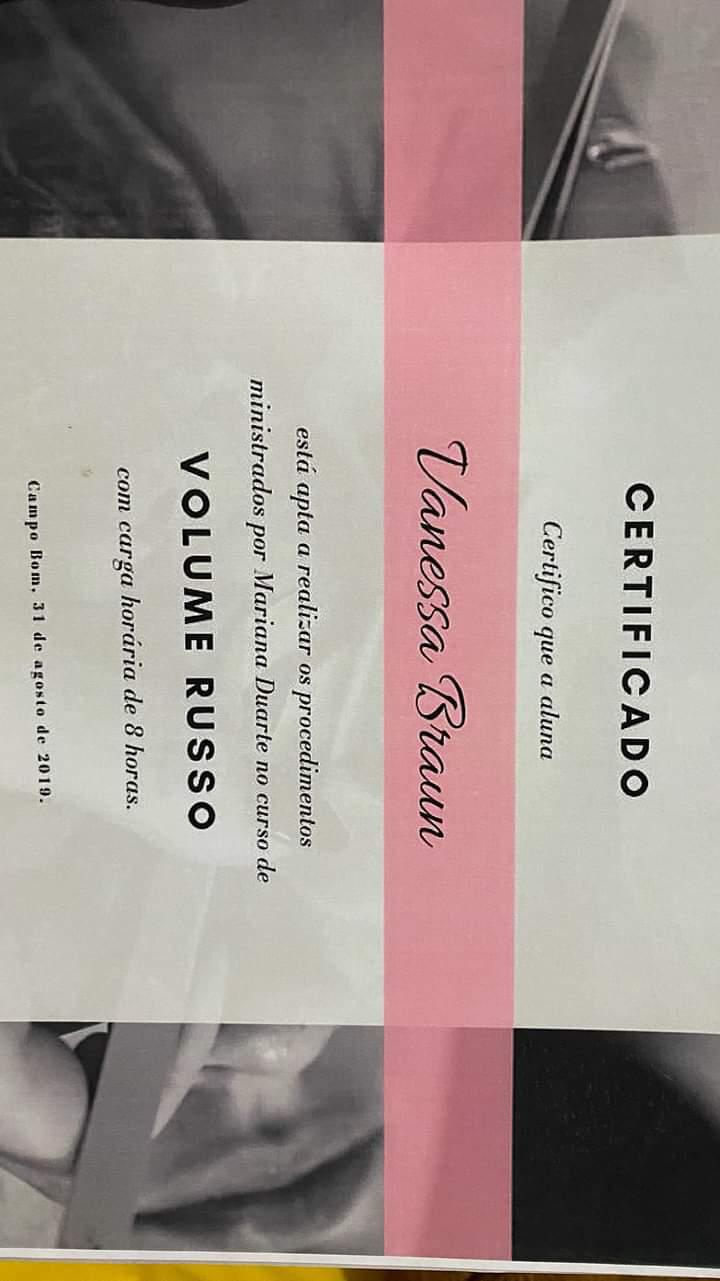 CERTIFICADO
Certifico que a aluna
Vanessa Braun
está apta a realizar os procedimentos
ministrados por Mariana Duarte no curso de
VOLUME RUSSO
com carga horária de 8 horas.
Campo Bom, 31 de agosto de 2019.